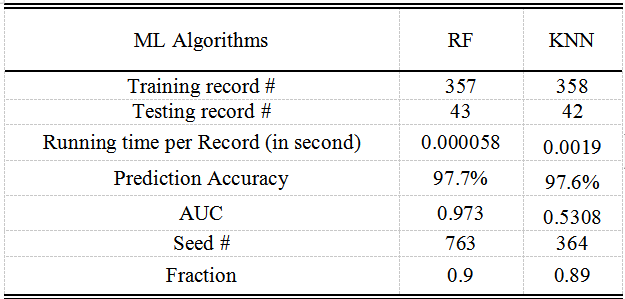 ML Algorithms RF KNN
Training record # 357 358
Testing record # 43 42
Running time per Record (in second) 0.000058 0.0019
Prediction Accuracy 97.7% 97.6%
AUC 0.973 0.5308
Seed # 763 364
Fraction 0.9 0.89